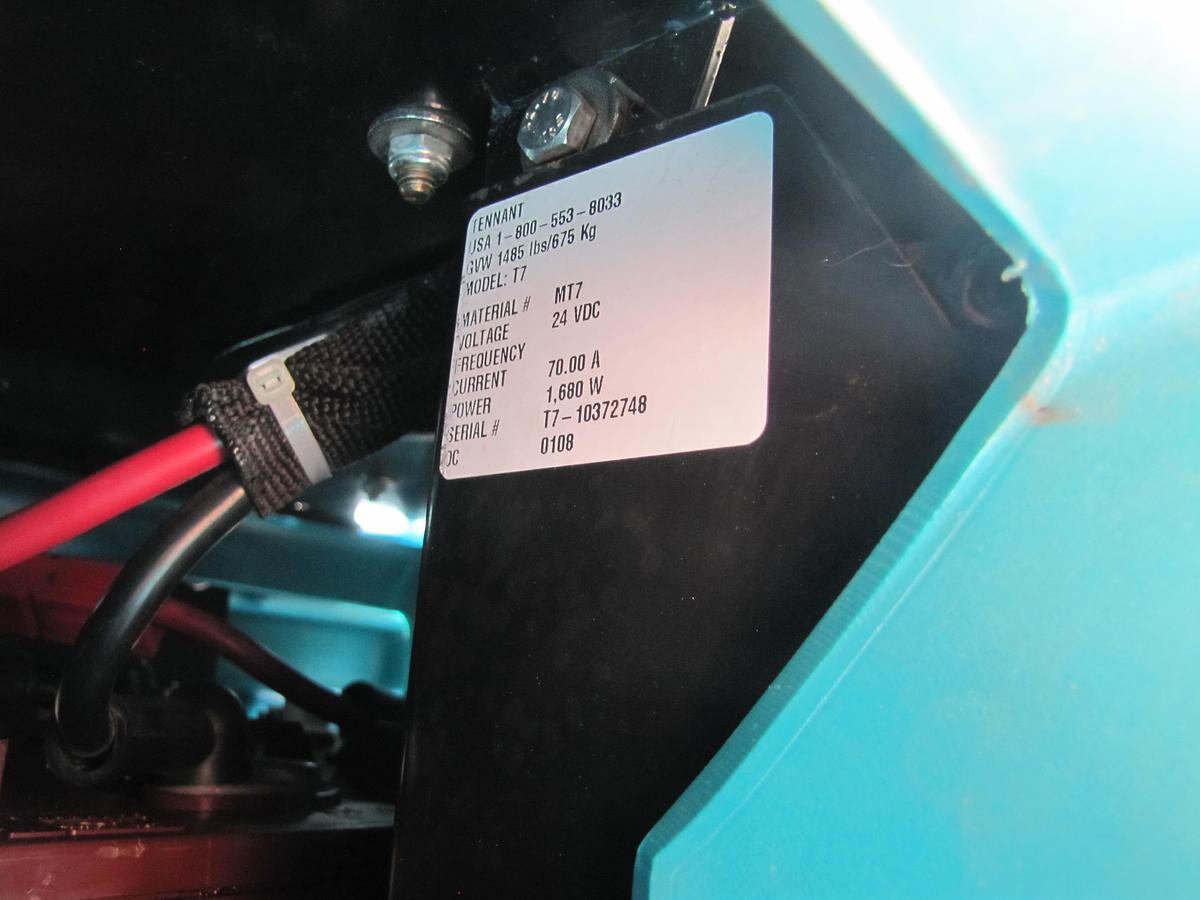 TENNANT
USA 1-800-553-8033
GVW 1485 lbs/675 Kg
MODEL: T7
MATERIAL # MT7
VOLTAGE 24 VDC
FREQUENCY
CURRENT 70.00 A
POWER 1,680 W
SERIAL # T7-10372748
DC 0108